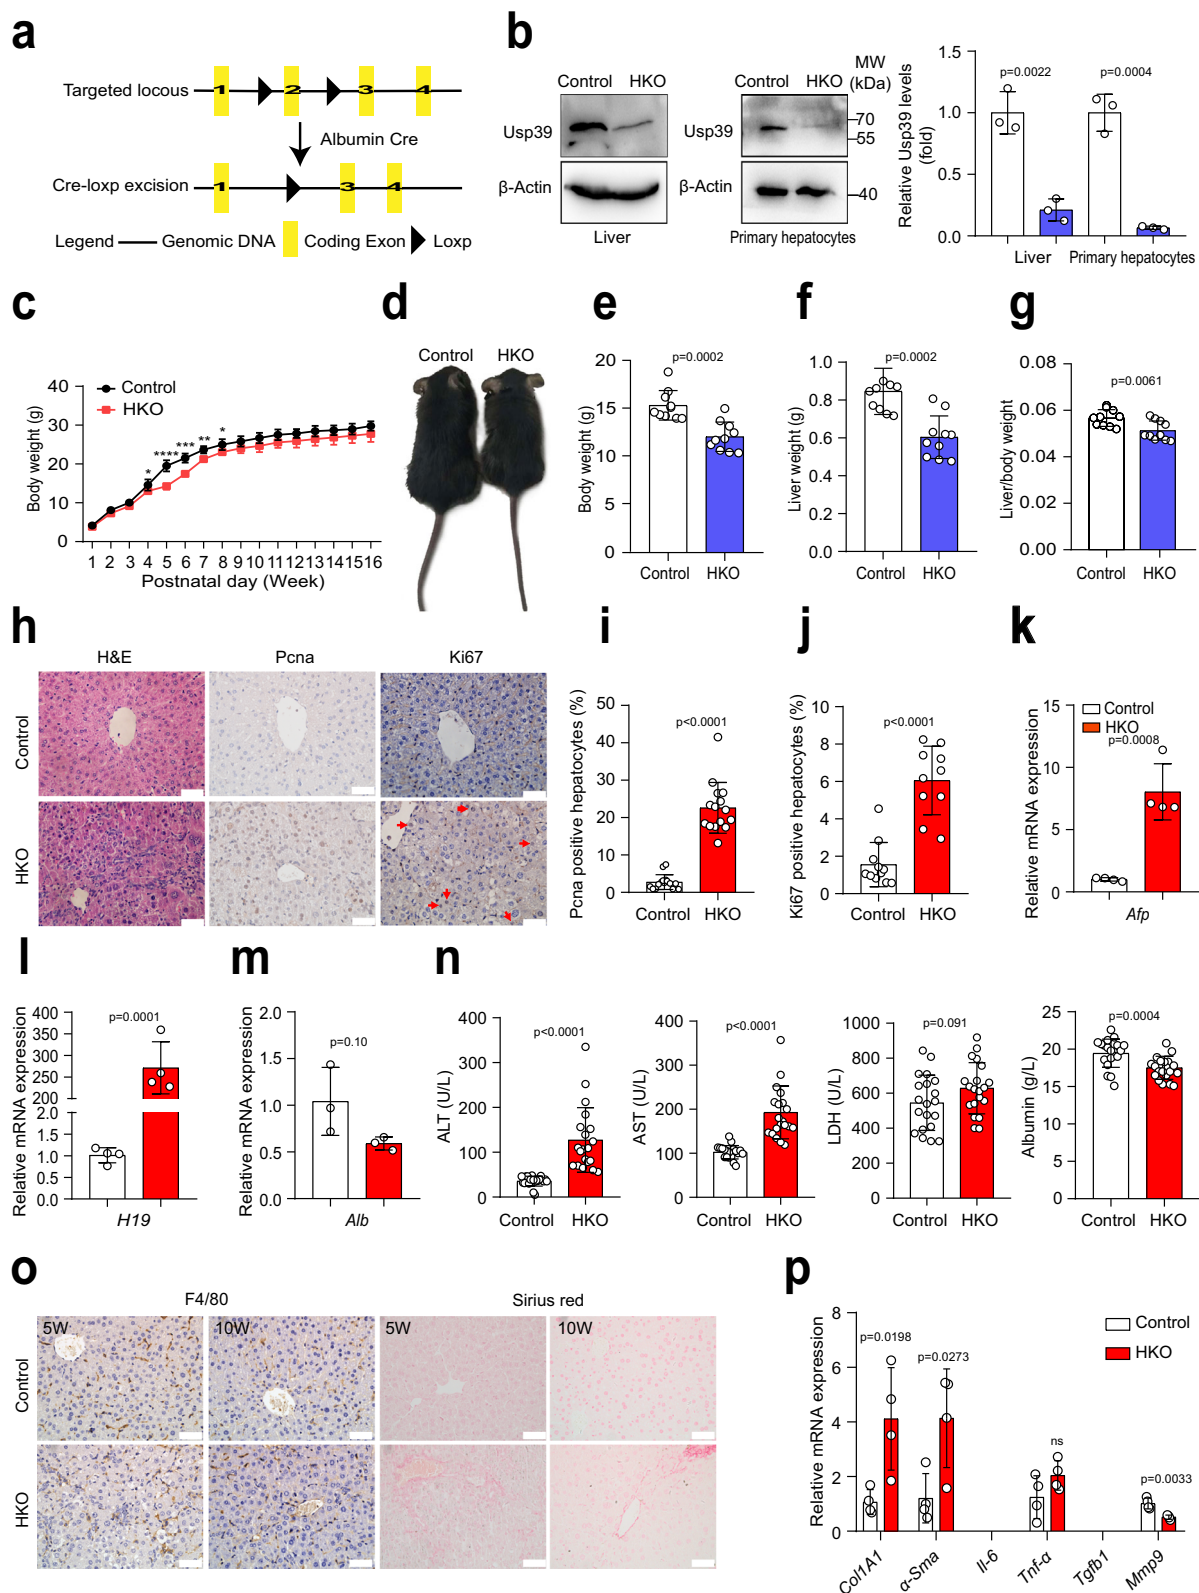 a
1 2 3 4
Targeted locous
Albumin Cre
Cre-loxp excision
1 3 4
Legend Genomic DNA Coding Exon Loxp
b
Control HKO
Control HKO
MW
(kDa)
Usp39
Usp39
70
55
β-Actin
β-Actin
40
Liver
Primary hepatocytes
Relative Usp39 levels
(fold)
1.5
1.0
0.5
0.0
p=0.0022
p=0.0004
Liver
Primary hepatocytes
c
Control
HKO
Body weight (g)
40
30
20
10
0
*
****
***
**
*
1 2 3 4 5 6 7 8 9 10 11 12 13 14 15 16
Postnatal day (Week)
d
Control HKO
e
Body weight (g)
20
15
10
5
0
p=0.0002
Control HKO
f
Liver weight (g)
1.0
0.8
0.6
0.4
0.2
0.0
p=0.0002
Control HKO
g
Liver/body weight
0.08
0.06
0.04
0.02
0.00
p=0.0061
Control HKO
h
H&E Pcna Ki67
Control
HKO
i
Pcna positive hepatocytes (%)
50
40
30
20
10
0
p<0.0001
Control HKO
j
Ki67 positive hepatocytes (%)
10
8
6
4
2
0
p<0.0001
Control HKO
k
Relative mRNA expression
15
10
5
0
Control
HKO
p=0.0008
Afp
l
Relative mRNA expression
400
350
300
250
200
2.0
1.5
1.0
0.5
0.0
p=0.0001
H19
m
Relative mRNA expression
2.0
1.5
1.0
0.5
0.0
p=0.10
Alb
n
ALT (U/L)
400
300
200
100
0
p<0.0001
Control HKO
AST (U/L)
400
300
200
100
0
p<0.0001
Control HKO
LDH (U/L)
1000
800
600
400
200
0
p=0.091
Control HKO
Albumin (g/L)
25
20
15
10
5
0
p=0.0004
Control HKO
o
F4/80 Sirius red
5W 10W 5W 10W
Control
HKO
p
Relative mRNA expression
8
6
4
2
0
Control
HKO
p=0.0198
p=0.0273
ns
p=0.0033
Col1A1
α-Sma
Il-6
Tnf-α
Tgfb1
Mmp9